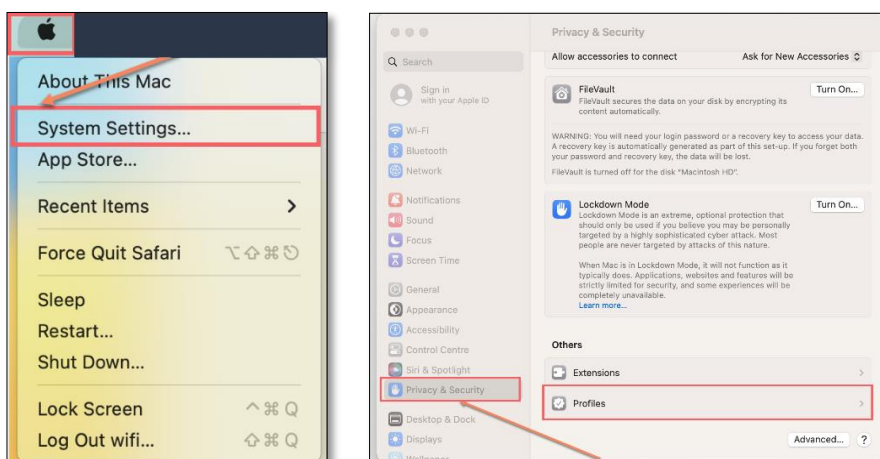 About This Mac
System Settings...
App Store...
Recent Items
Force Quit Safari ⌥⇧⌘⎋
Sleep
Restart...
Shut Down...
Lock Screen ^⌘Q
Log Out wifi... ⇧⌘Q
Search
Sign in
with your Apple ID
Wi-Fi
Bluetooth
Network
Notifications
Sound
Focus
Screen Time
General
Appearance
Accessibility
Control Centre
Siri & Spotlight
Privacy & Security
Desktop & Dock
Displays
Wallpaper
Privacy & Security
Allow accessories to connect Ask for New Accessories
FileVault Turn On...
FileVault secures the data on your disk by encrypting its
content automatically.
WARNING: You will need your login password or a recovery key to access your data.
A recovery key is automatically generated as part of this set-up. If you forget both
your password and recovery key, the data will be lost.
FileVault is turned off for the disk "Macintosh HD".
Lockdown Mode Turn On...
Lockdown Mode is an extreme, optional protection that
should only be used if you believe you may be personally
targeted by a highly sophisticated cyber attack. Most
people are never targeted by attacks of this nature.
When Mac is in Lockdown Mode, it will not function as it
typically does. Applications, websites and features will be
strictly limited for security, and some experiences will be
completely unavailable.
Learn more...
Others
Extensions
Profiles
Advanced... ?